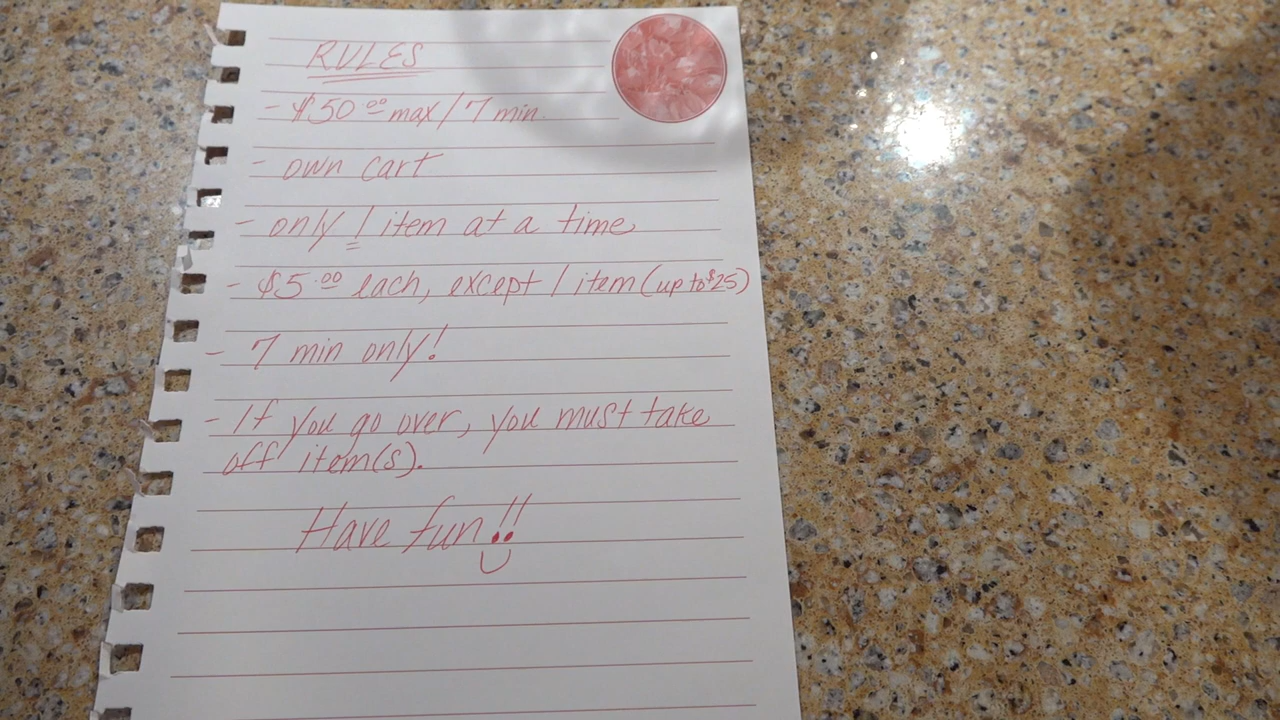 RULES
- $50.00 max / 7 min.
- own cart
- only 1 item at a time
- $5.00 each, except 1 item (up to $25)
- 7 min only!
- If you go over, you must take
off item(s).
Have fun!!